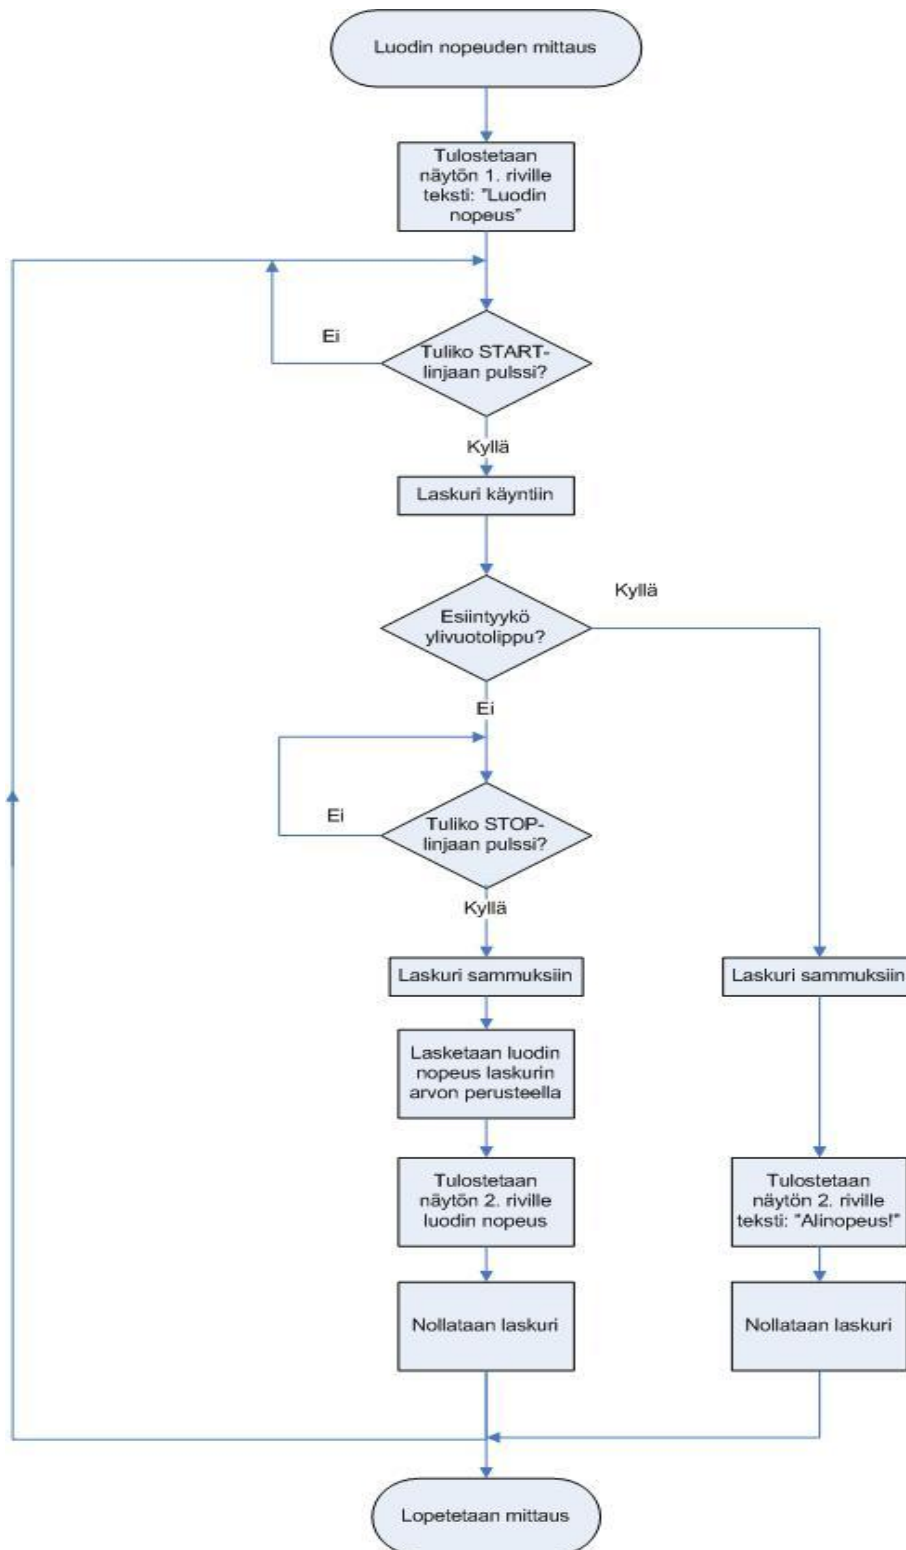 Luodin nopeuden mittaus
Tulostetaan
näytön 1. riville
teksti: ”Luodin
nopeus”
Ei
Tuliko START-
linjaan pulssi?
Kyllä
Laskuri käyntiin
Kyllä
Esiintyykö
ylivuotolippu?
Ei
Ei
Tuliko STOP-
linjaan pulssi?
Kyllä
Laskuri sammuksiin
Laskuri sammuksiin
Lasketaan luodin
nopeus laskurin
arvon perusteella
Tulostetaan
näytön 2. riville
luodin nopeus
Tulostetaan
näytön 2. riville
teksti: ”Alinopeus!”
Nollataan laskuri
Nollataan laskuri
Lopetetaan mittaus